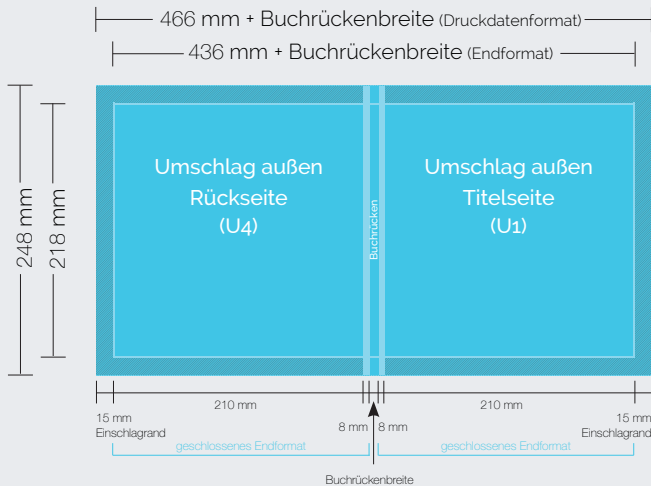 466 mm + Buchrückenbreite (Druckdatenformat)
436 mm + Buchrückenbreite (Endformat)
248 mm
218 mm
Umschlag außen
Rückseite
(U4)
Buchrücken
Umschlag außen
Titelseite
(U1)
15 mm
Einschlagrand
210 mm
8 mm
8 mm
210 mm
15 mm
Einschlagrand
geschlossenes Endformat
geschlossenes Endformat
Buchrückenbreite